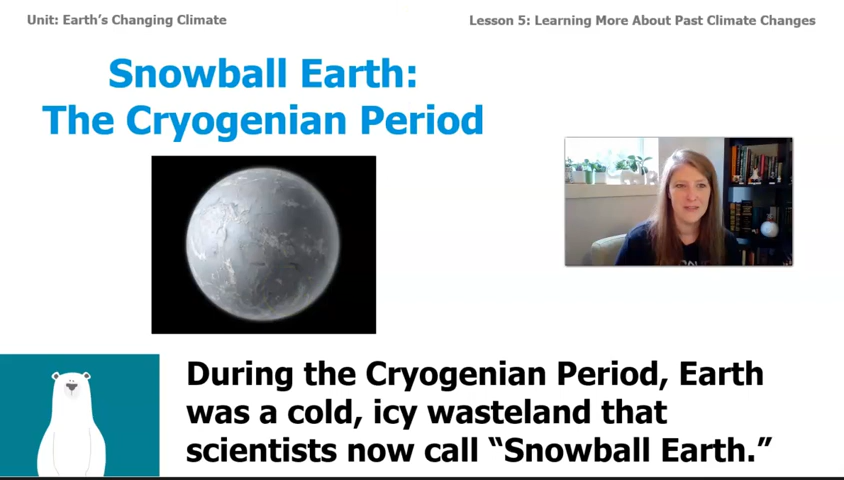 Unit: Earth's Changing Climate
Lesson 5: Learning More About Past Climate Changes
Snowball Earth:
The Cryogenian Period
During the Cryogenian Period, Earth
was a cold, icy wasteland that
scientists now call “Snowball Earth.”